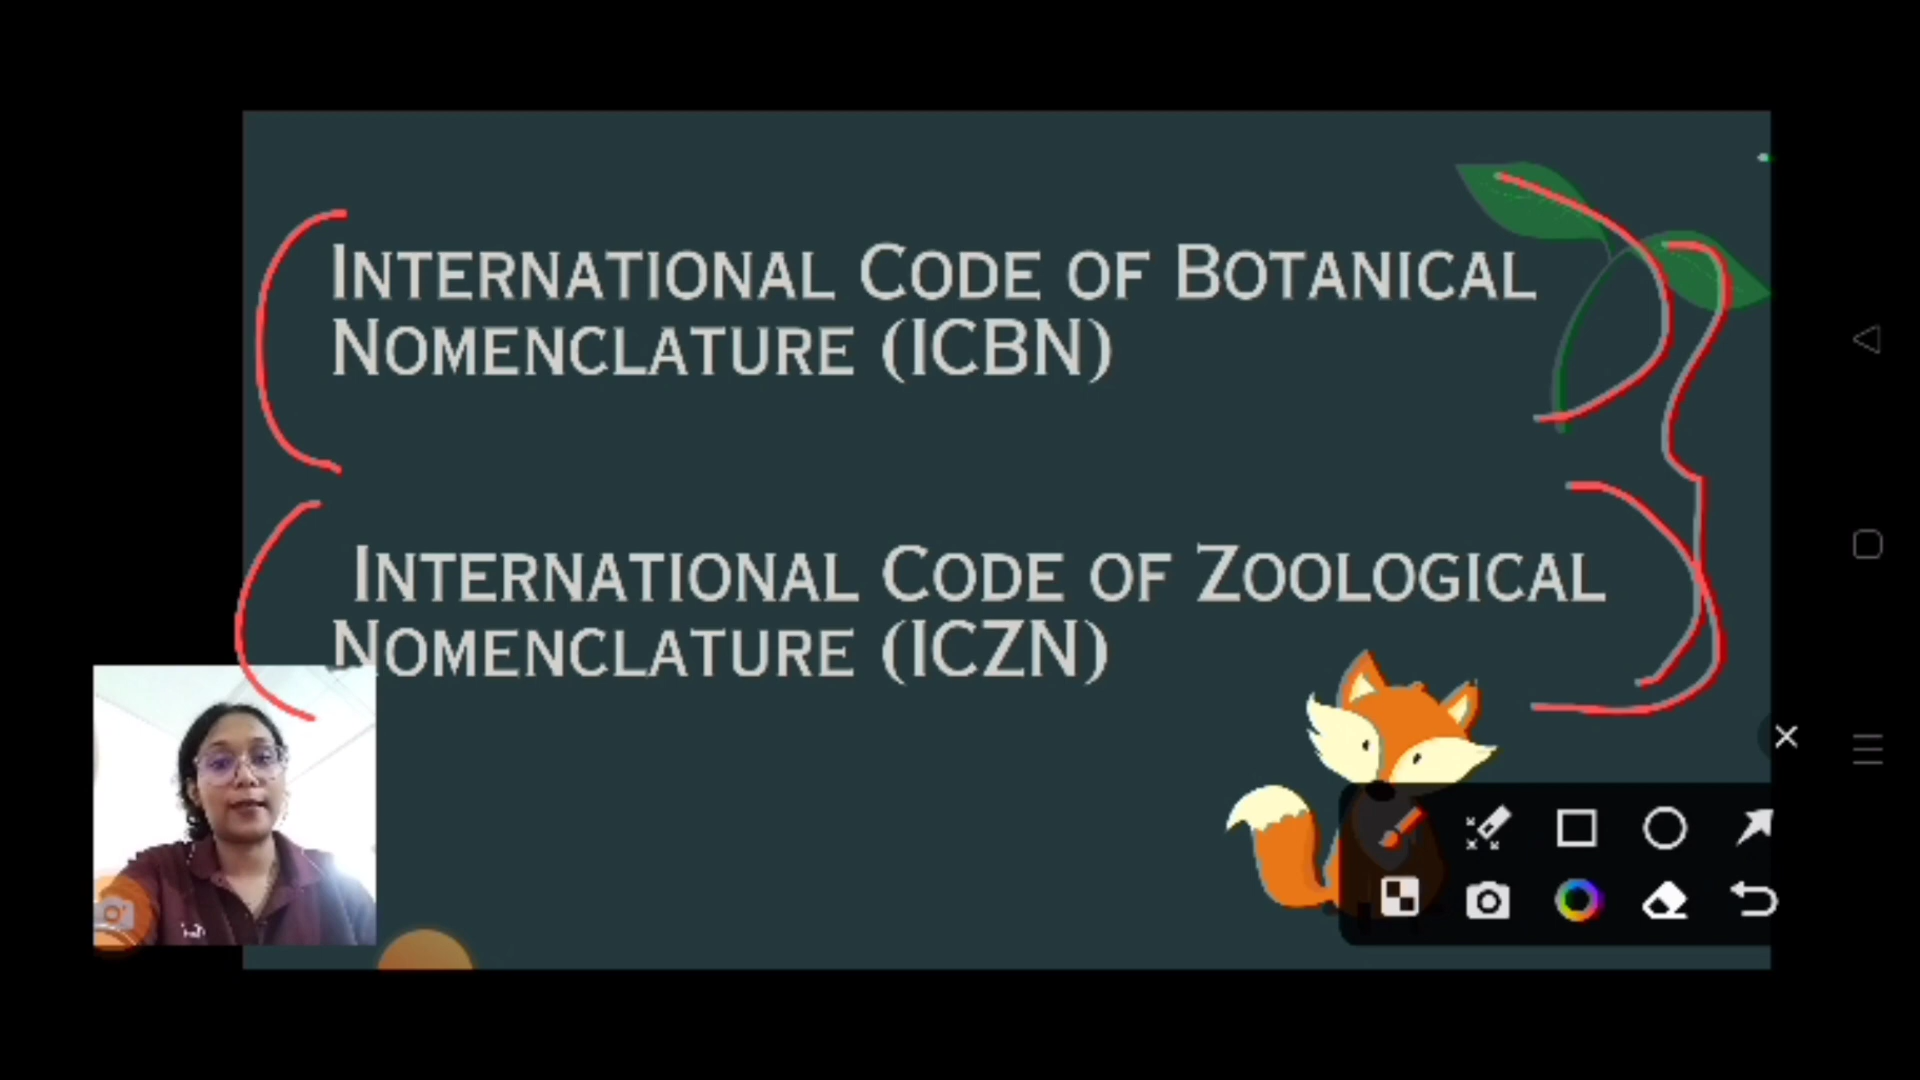 International Code of Botanical
Nomenclature (ICBN)
International Code of Zoological
Nomenclature (ICZN)